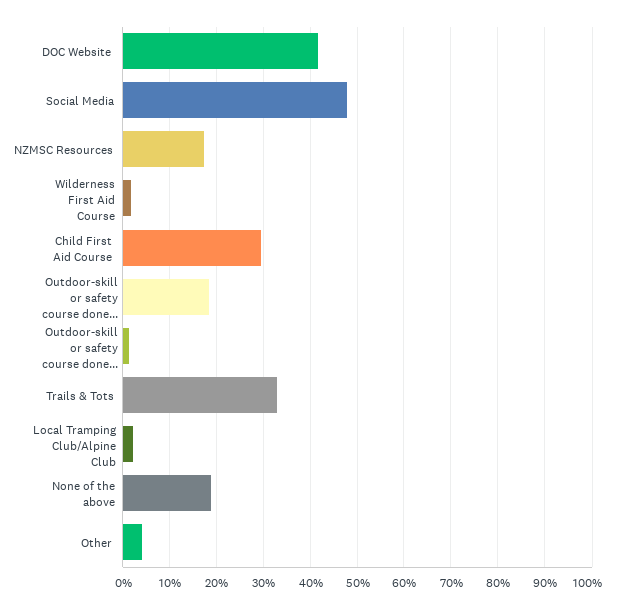 DOC Website
Social Media
NZMSC Resources
Wilderness
First Aid
Course
Child First
Aid Course
Outdoor-skill
or safety
course done...
Outdoor-skill
or safety
course done...
Trails & Tots
Local Tramping
Club/Alpine
Club
None of the
above
Other
0% 10% 20% 30% 40% 50% 60% 70% 80% 90% 100%